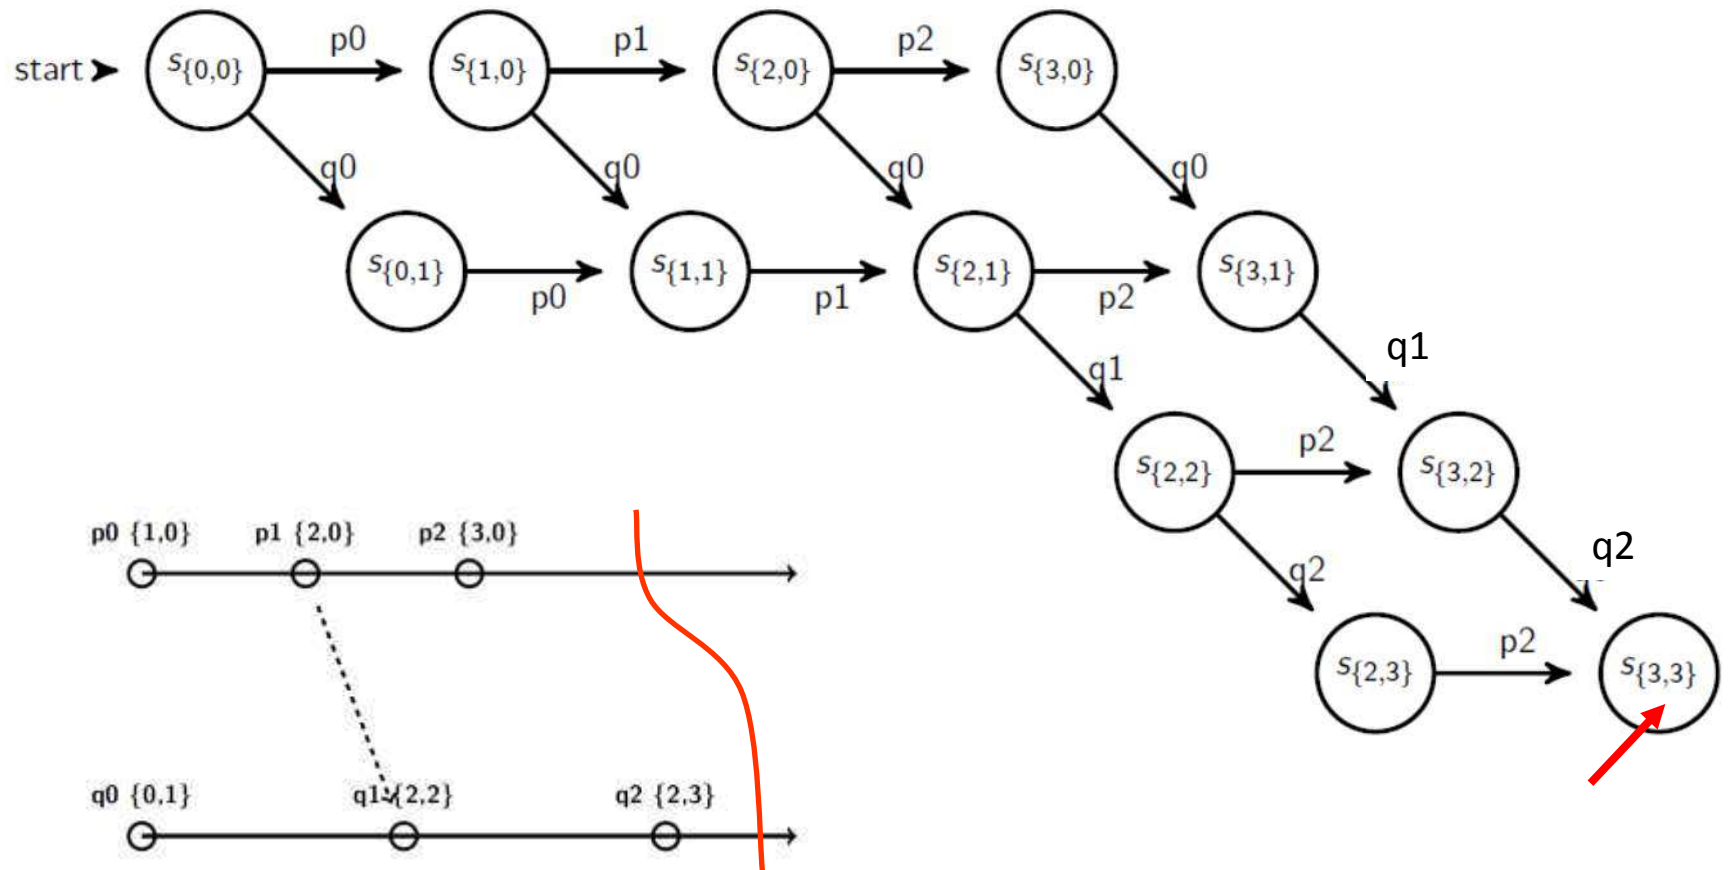 p0 p1 p2
start S{0,0} S{1,0} S{2,0} S{3,0}
q0 q0 q0 q0
S{0,1} S{1,1} S{2,1} S{3,1}
p0 p1 p2
q1 q1
p2
S{2,2} S{3,2}
p0 {1,0} p1 {2,0} p2 {3,0}
q2 q2
p2
S{2,3} S{3,3}
q0 {0,1} q1 {2,2} q2 {2,3}